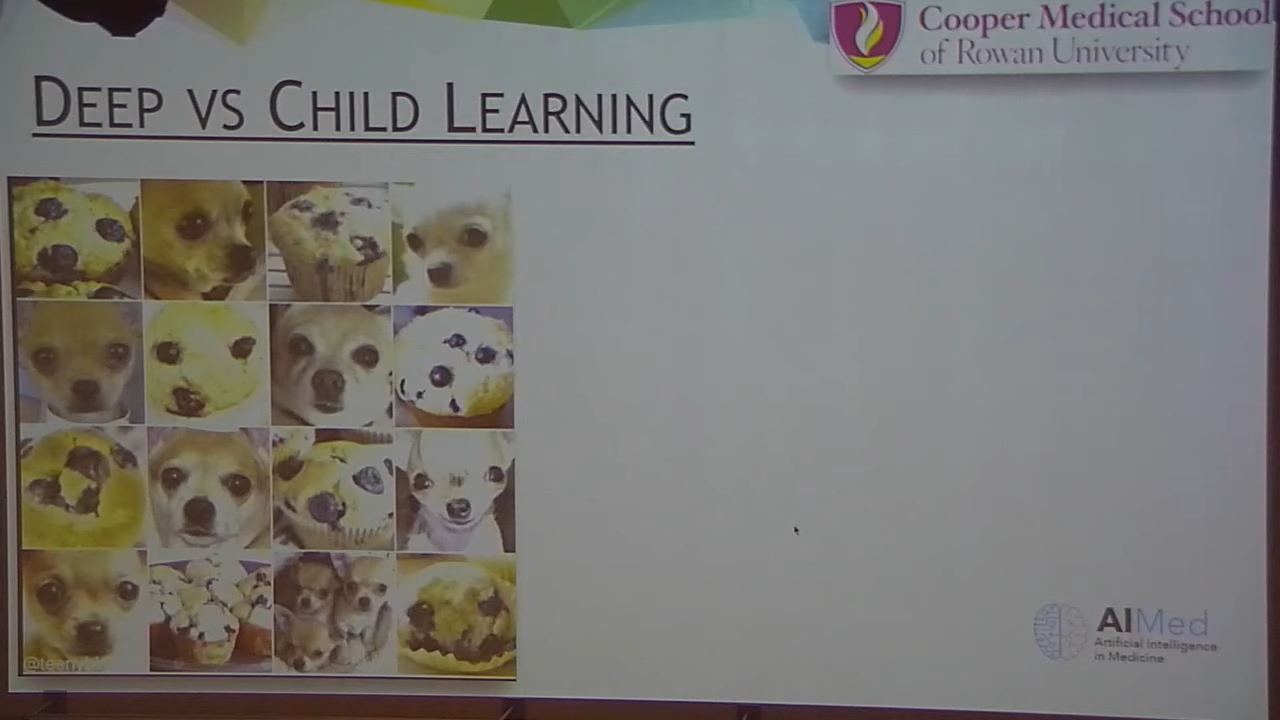 Cooper Medical School
of Rowan University
DEEP VS CHILD LEARNING
AIMed
Artificial Intelligence
in Medicine